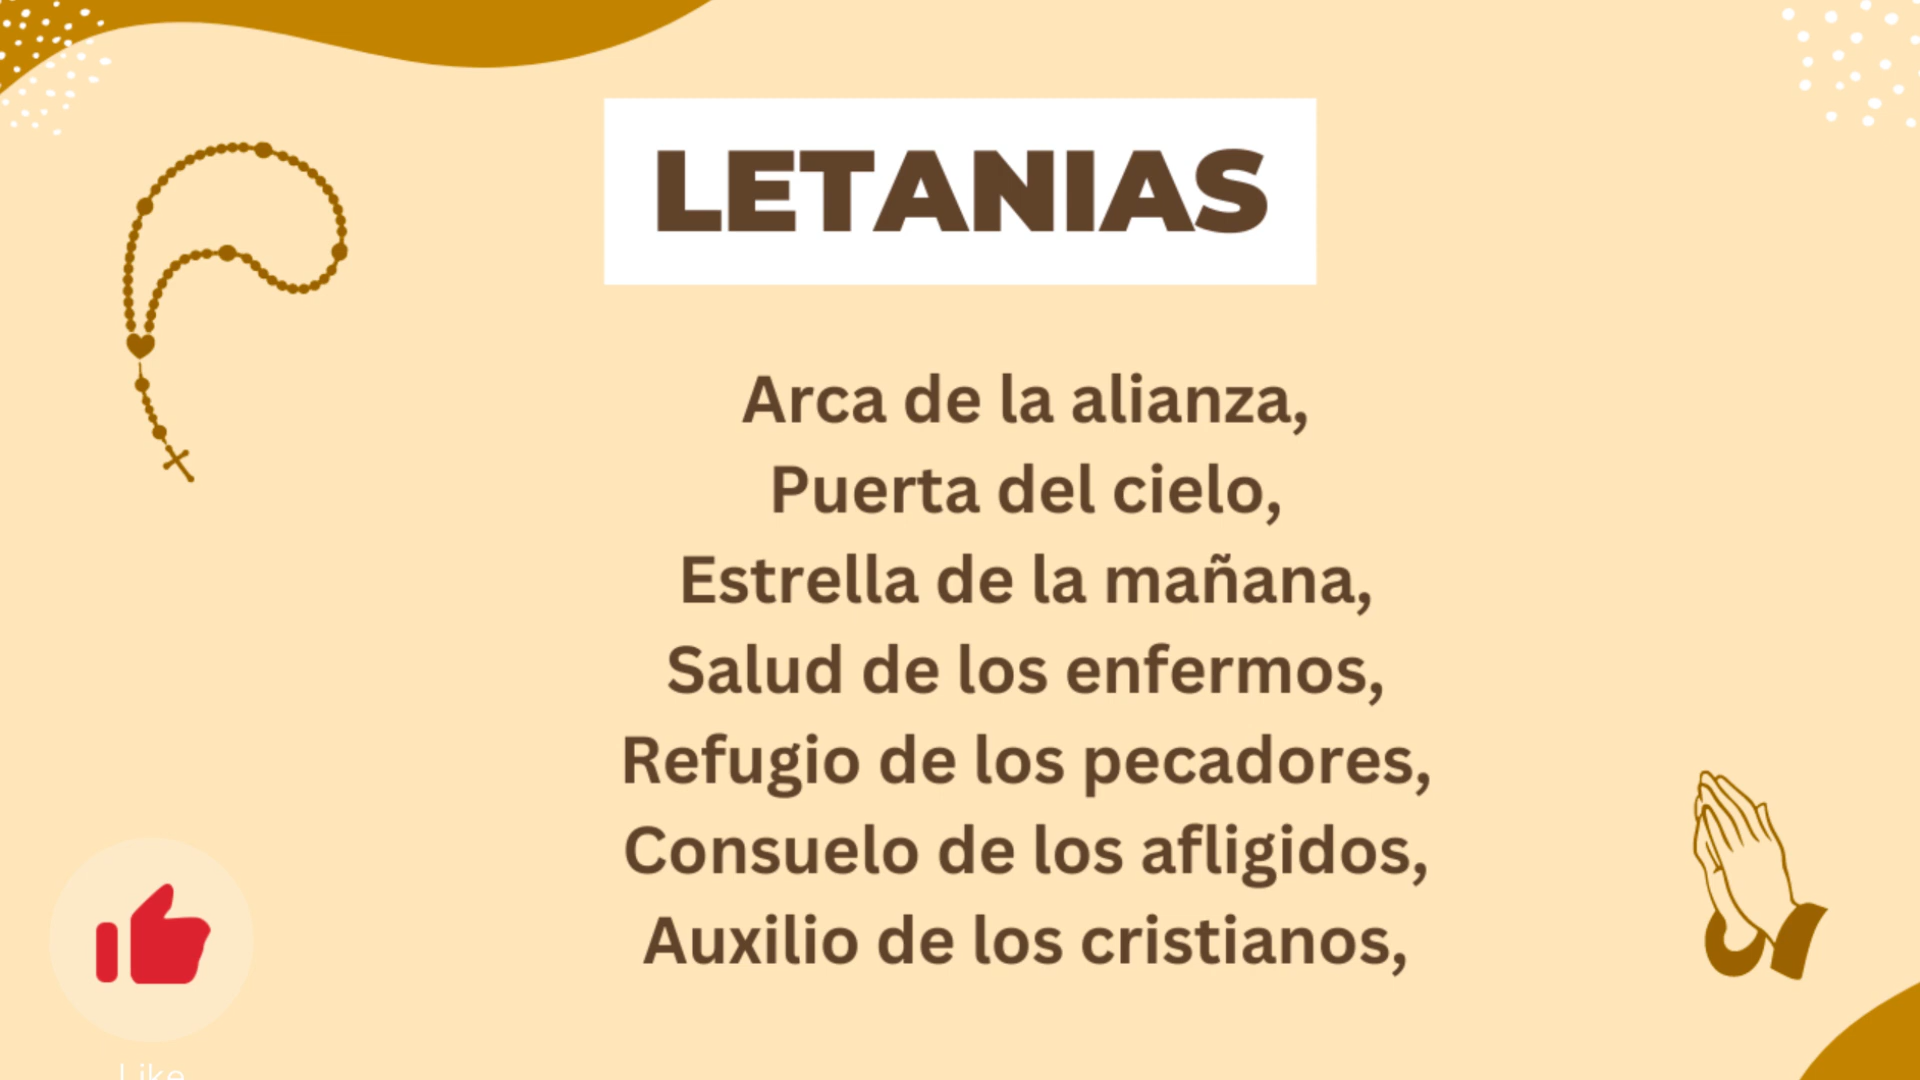 LETANIAS
Arca de la alianza,
Puerta del cielo,
Estrella de la mañana,
Salud de los enfermos,
Refugio de los pecadores,
Consuelo de los afligidos,
Auxilio de los cristianos,
Like